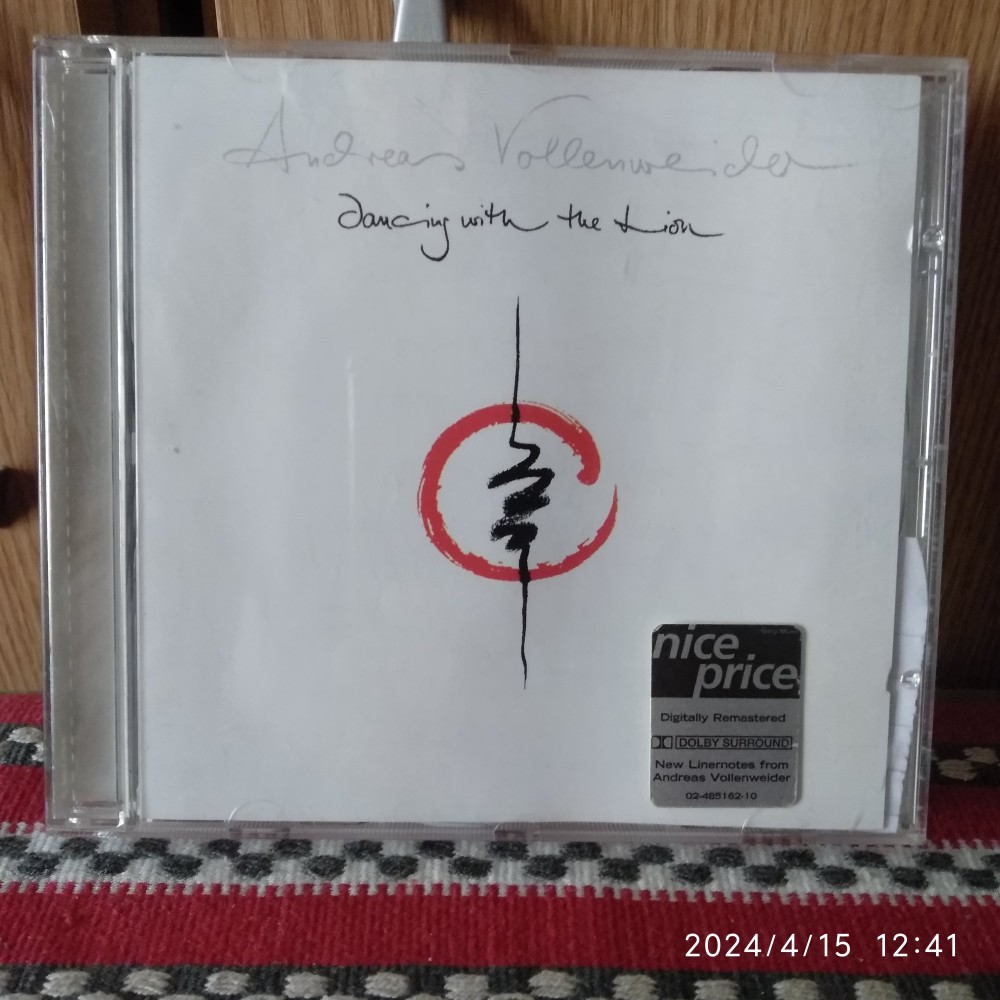 Andreas Vollenweider
Dancing with the Lion
nice
price
Digitally Remastered
DOLBY SURROUND
New Linernotes from
Andreas Vollenweider
02-485162-10
2024/4/15 12:41